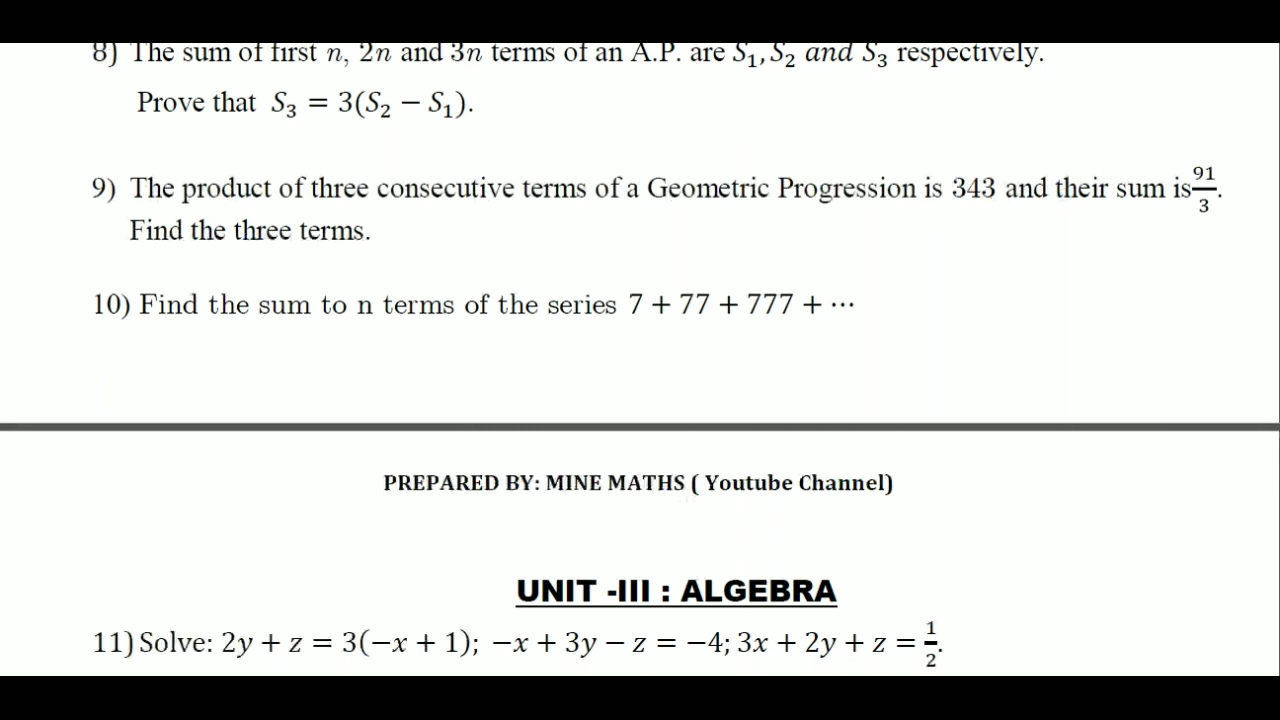 8) The sum of first n, 2n and 3n terms of an A.P. are S₁, S₂ and S₃ respectively.
Prove that S₃ = 3(S₂ − S₁).
9) The product of three consecutive terms of a Geometric Progression is 343 and their sum is 91/3.
Find the three terms.
10) Find the sum to n terms of the series 7 + 77 + 777 + ⋯
PREPARED BY: MINE MATHS ( Youtube Channel)
UNIT -III : ALGEBRA
11) Solve: 2y + z = 3(−x + 1); −x + 3y − z = −4; 3x + 2y + z = 1/2.